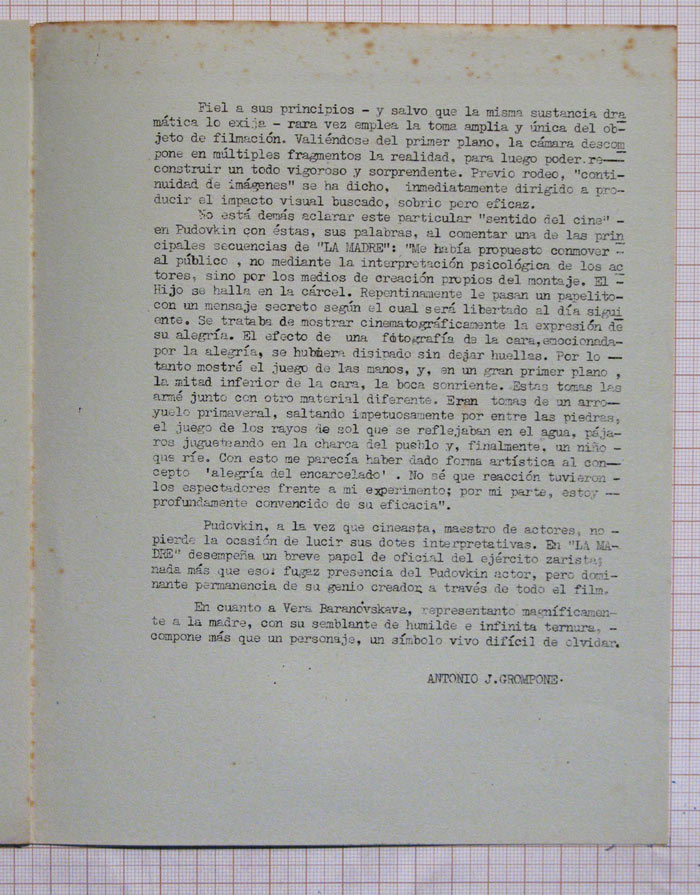 Fiel a sus principios - y salvo que la misma sustancia dra
mática lo exija - rara vez emplea la toma amplia y única del ob-
jeto de filmación. Valiéndose del primer plano, la cámara descom
pone en múltiples fragmentos la realidad, para luego poder re—
construir un todo vigoroso y sorprendente. Previo rodeo, "conti-
nuidad de imágenes" se ha dicho, inmediatamente dirigido a pro-
ducir el impacto visual buscado, sobrio pero eficaz.
No está demás aclarar este particular "sentido del cine" -
en Pudovkin con éstas, sus palabras, al comentar una de las prin
cipales secuencias de "LA MADRE": "Me había propuesto conmover -
al público , no mediante la interpretación psicológica de los ac
tores, sino por los medios de creación propios del montaje. El -
Hijo se halla en la cárcel. Repentinamente le pasan un papelito-
con un mensaje secreto según el cual será libertado al día sigui
ente. Se trataba de mostrar cinematográficamente la expresión de
su alegría. El efecto de una fótografía de la cara,emocionada-
por la alegría, se hubiera disipado sin dejar huellas. Por lo —
tanto mostré el juego de las manos, y, en un gran primer plano ,
la mitad inferior de la cara, la boca sonriente. Estas tomas las
armé junto con otro material diferente. Eran tomas de un arro-
yuelo primaveral, saltando impetuosamente por entre las piedras,
el juego de los rayos de sol que se reflejaban en el agua, pája-
ros jugueteando en la charca del pueblo y, finalmente, un niño -
que ríe. Con esto me parecía haber dado forma artística al con—
cepto 'alegría del encarcelado' . No sé que reacción tuvieron -
los espectadores frente a mi experimento; por mi parte, estoy --
profundamente convencido de su eficacia".
Pudovkin, a la vez que cineasta, maestro de actores, no -
pierde la ocasión de lucir sus dotes interpretativas. En "LA MA-
DRE" desempeña un breve papel de oficial del ejército zarista;
nada más que eso: fugaz presencia del Pudovkin actor, pero domi-
nante permanencia de su genio creador a través de todo el film.
En cuanto a Vera Baranóvskaya, representanto magníficamen-
te a la madre, con su semblante de humilde e infinita ternura, -
compone más que un personaje, un símbolo vivo difícil de olvidar.
ANTONIO J.GROMPONE.